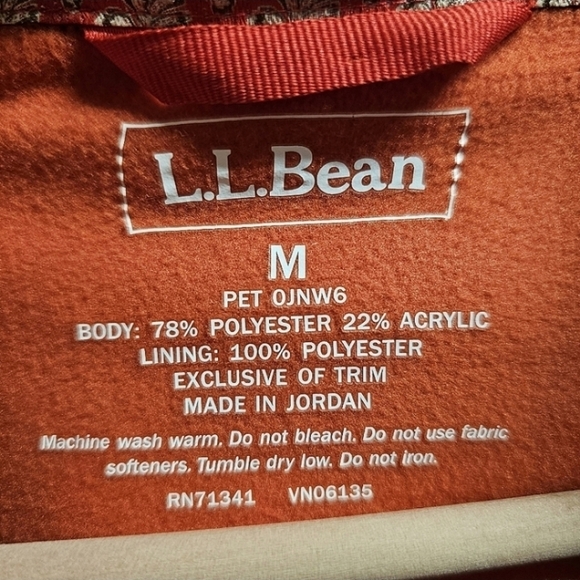 L.L.Bean
M
PET 0JNW6
BODY: 78% POLYESTER 22% ACRYLIC
LINING: 100% POLYESTER
EXCLUSIVE OF TRIM
MADE IN JORDAN
Machine wash warm. Do not bleach. Do not use fabric
softeners. Tumble dry low. Do not iron.
RN71341 VN06135